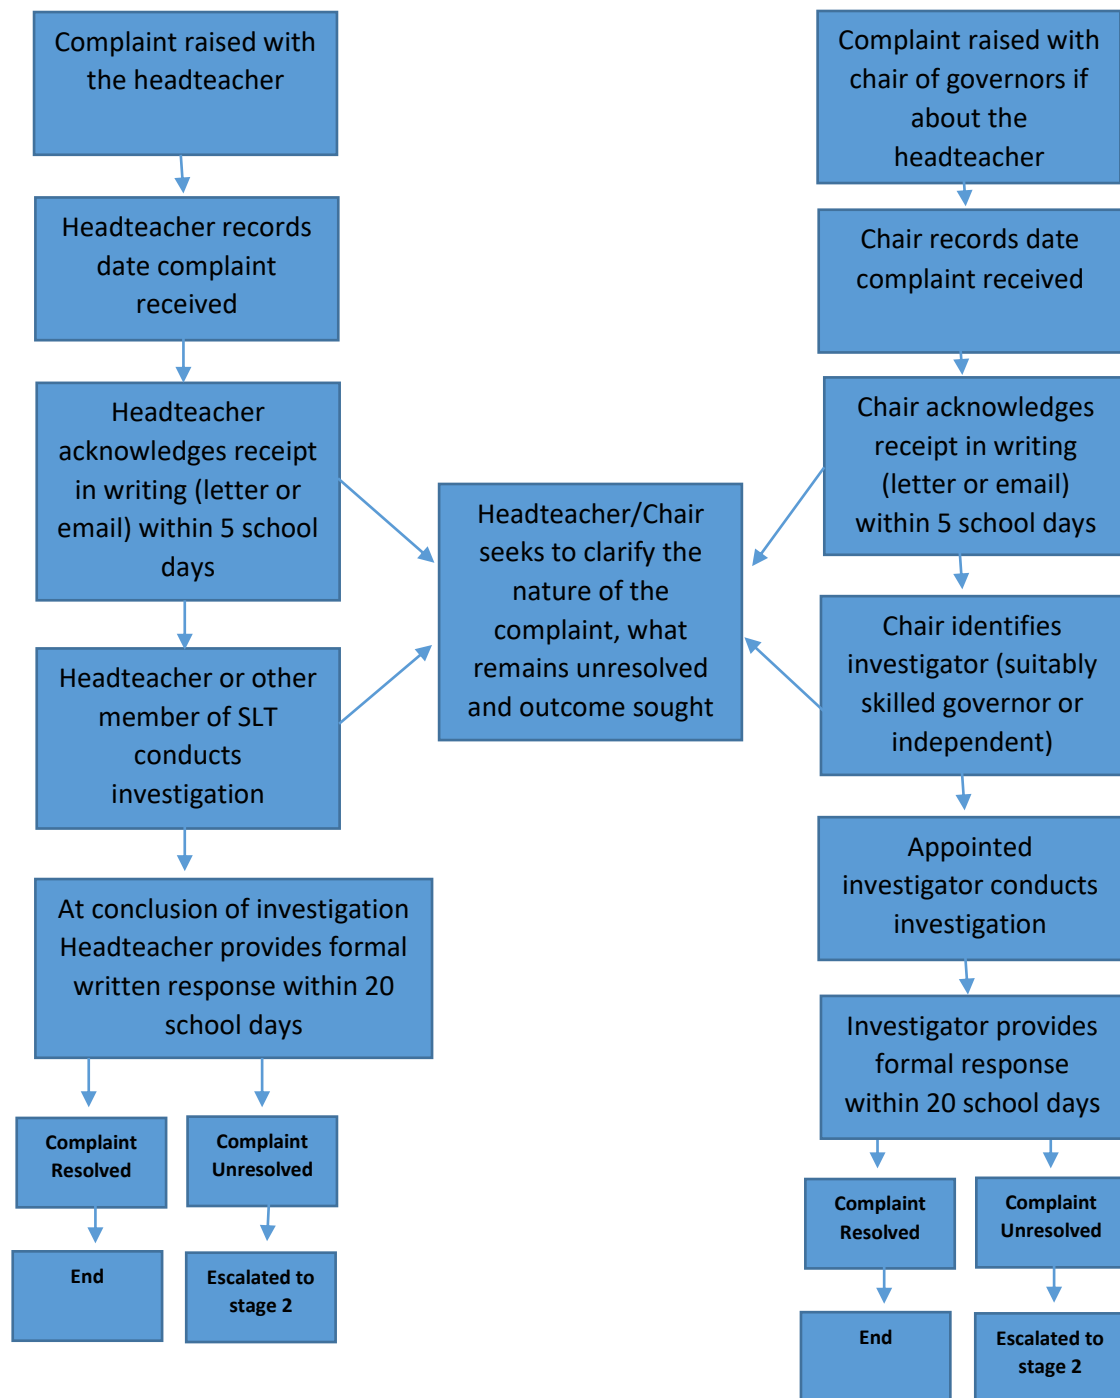 Complaint raised with
the headteacher
Headteacher records
date complaint
received
Headteacher
acknowledges receipt
in writing (letter or
email) within 5 school
days
Headteacher or other
member of SLT
conducts
investigation
At conclusion of investigation
Headteacher provides formal
written response within 20
school days
Complaint
Resolved
Complaint
Unresolved
End
Escalated to
stage 2
Headteacher/Chair
seeks to clarify the
nature of the
complaint, what
remains unresolved
and outcome sought
Complaint raised with
chair of governors if
about the
headteacher
Chair records date
complaint received
Chair acknowledges
receipt in writing
(letter or email)
within 5 school days
Chair identifies
investigator (suitably
skilled governor or
independent)
Appointed
investigator conducts
investigation
Investigator provides
formal response
within 20 school days
Complaint
Resolved
Complaint
Unresolved
End
Escalated to
stage 2